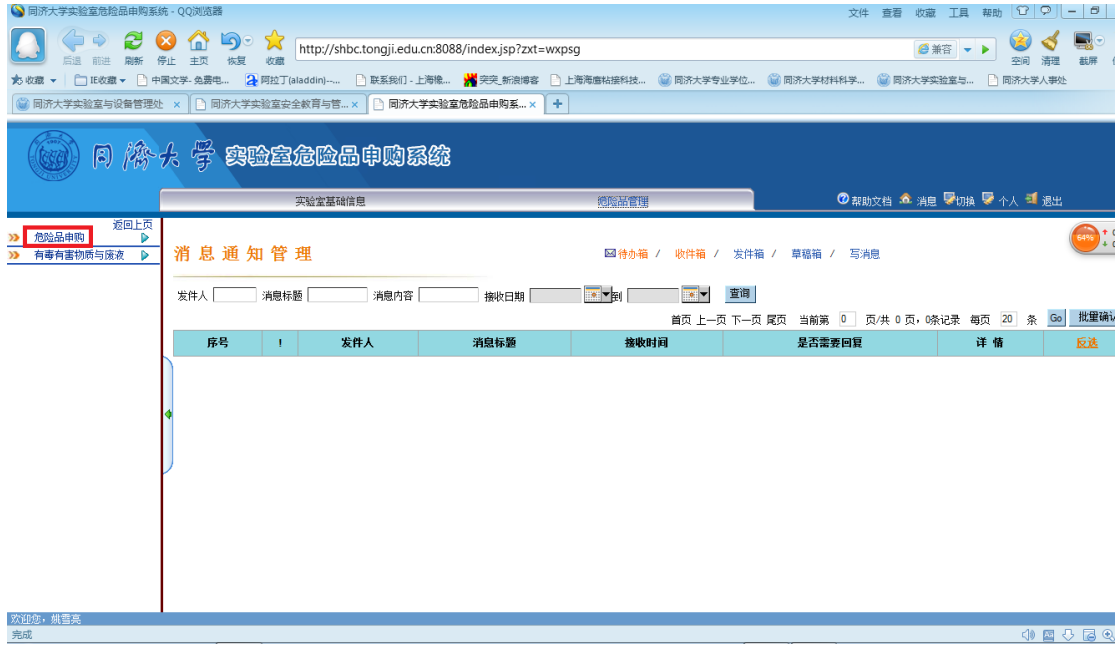 同济大学实验室危险品申购系统 - QQ浏览器 文件 查看 收藏 工具 帮助
后退 前进 刷新 停止 主页 恢复 收藏 http://shbc.tongji.edu.cn:8088/index.jsp?zxt=wxpsg 兼容 空间 清理 截屏
收藏 IE收藏 中国文学- 免费电... 阿拉丁(aladdin)--... 联系我们 - 上海橡... 突突_新浪博客 上海海鹰粘接科技... 同济大学专业学位... 同济大学材料科学... 同济大学实验室与... 同济大学人事处
同济大学实验室与设备管理处 × 同济大学实验室安全教育与管... × 同济大学实验室危险品申购系... ×
同济大学 实验室危险品申购系统
实验室基础信息 危险品管理 帮助文档 消息 切换 个人 退出
返回上页
危险品申购
有毒有害物质与废液
64%
消息通知管理 待办箱 / 收件箱 / 发件箱 / 草稿箱 / 写消息
发件人 消息标题 消息内容 接收日期 到 查询
首页 上一页 下一页 尾页 当前第 0 页/共 0 页, 0条记录 每页 20 条 Go 批量确认
序号 ! 发件人 消息标题 接收时间 是否需要回复 详 情 反选
欢迎您，姚雪亮
完成